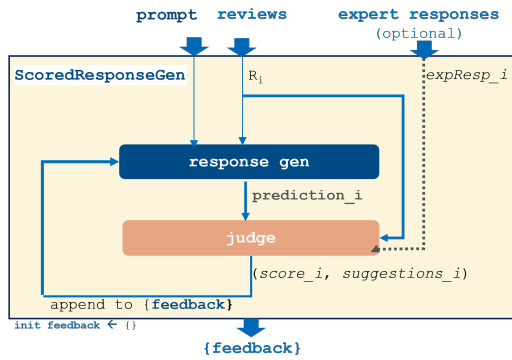 prompt reviews expert responses
(optional)
ScoredResponseGen
R_i
expResp_i
response gen
prediction_i
judge
(score_i, suggestions_i)
append to {feedback}
init feedback ← {}
{feedback}